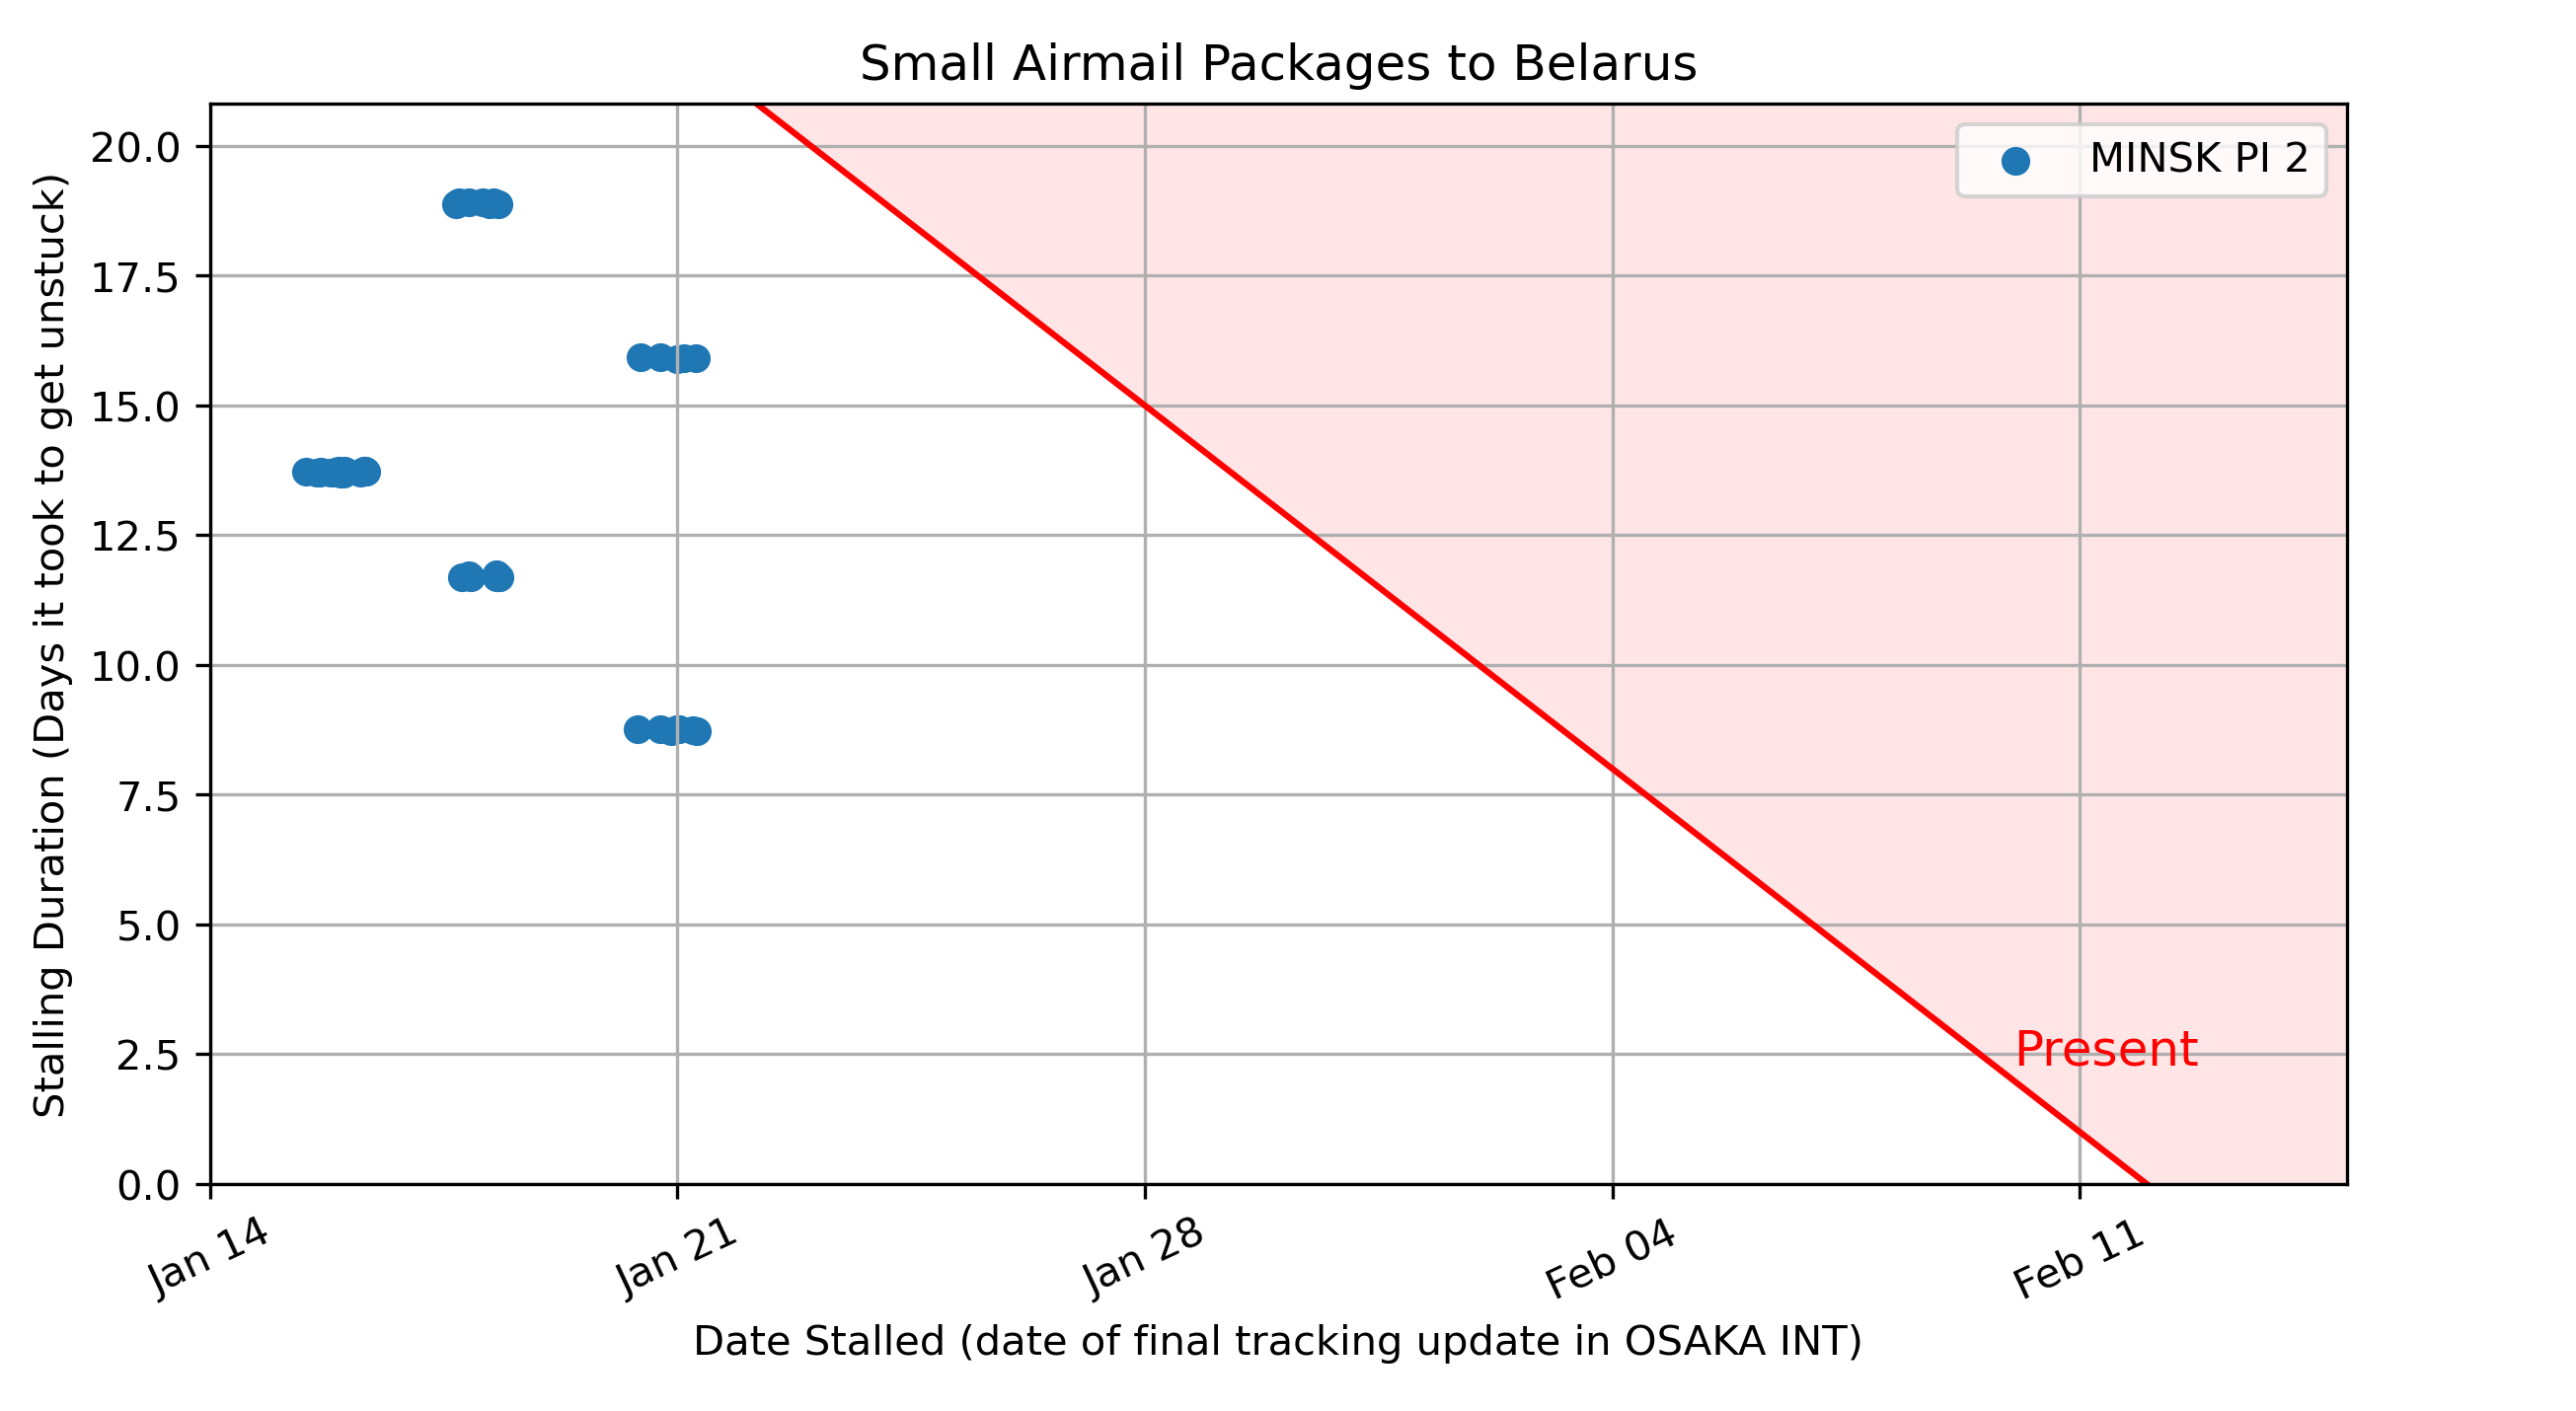 Small Airmail Packages to Belarus
MINSK PI 2
Stalling Duration (Days it took to get unstuck)
20.0
17.5
15.0
12.5
10.0
7.5
5.0
2.5
0.0
Present
Jan 14
Jan 21
Jan 28
Feb 04
Feb 11
Date Stalled (date of final tracking update in OSAKA INT)